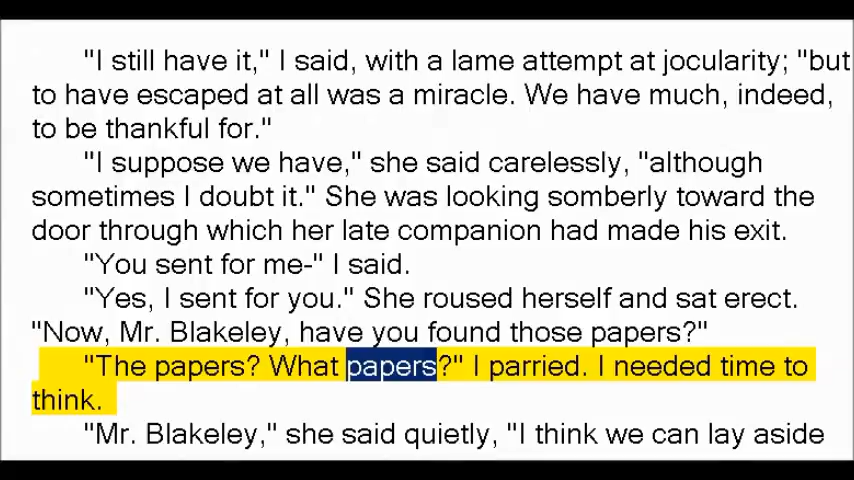 "I still have it," I said, with a lame attempt at jocularity; "but
to have escaped at all was a miracle. We have much, indeed,
to be thankful for."
"I suppose we have," she said carelessly, "although
sometimes I doubt it." She was looking somberly toward the
door through which her late companion had made his exit.
"You sent for me-" I said.
"Yes, I sent for you." She roused herself and sat erect.
"Now, Mr. Blakeley, have you found those papers?"
"The papers? What papers?" I parried. I needed time to
think.
"Mr. Blakeley," she said quietly, "I think we can lay aside